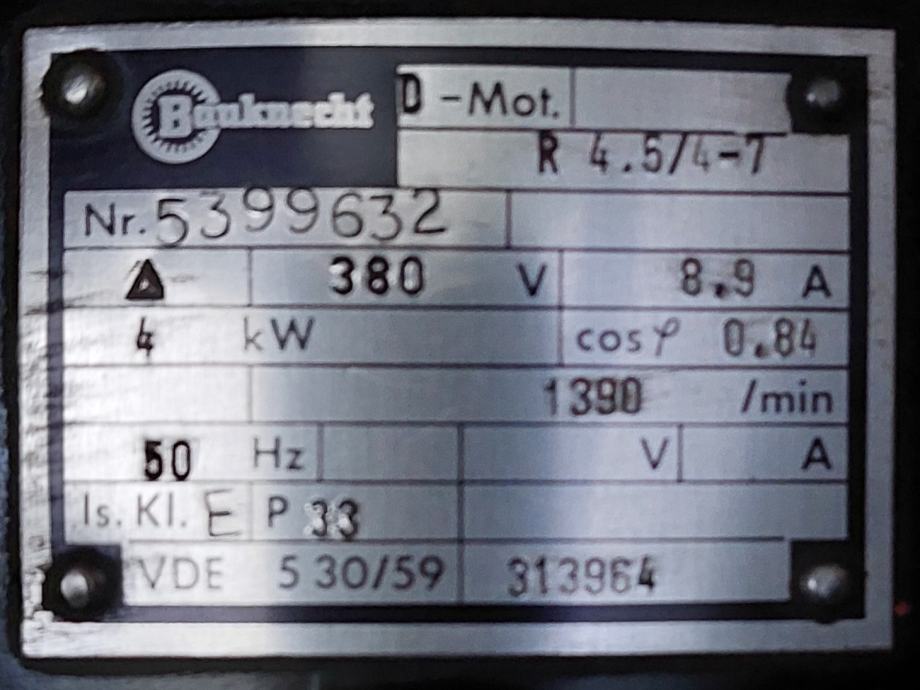 Bauknecht
D-Mot.
R 4.5/4-7
Nr. 5399632
△ 380 V 8.9 A
4 kW cosφ 0.84
1390 /min
50 Hz V A
Is. Kl. E P 33
VDE 530/59 313964